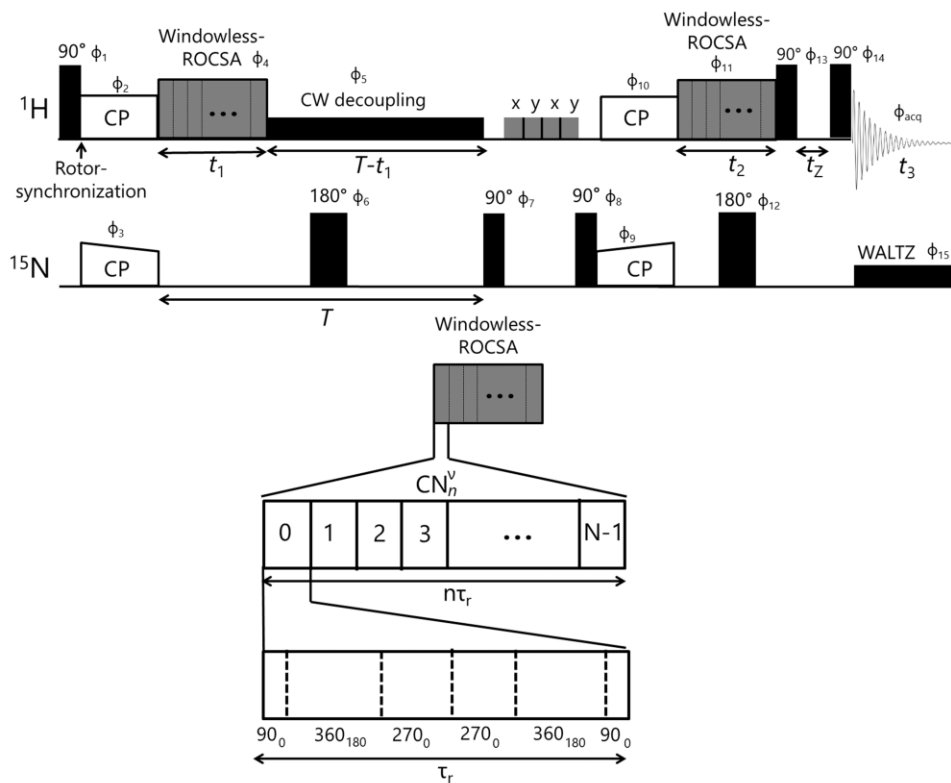 Windowless-
ROCSA ϕ₄
Windowless-
ROCSA
ϕ₁₁
90° ϕ₁
ϕ₂
ϕ₅
ϕ₁₀
90° ϕ₁₃ 90° ϕ₁₄
¹H
CP
...
CW decoupling
x y x y
CP
...
ϕacq
Rotor-
synchronization
t₁
T-t₁
t₂
tZ
t₃
ϕ₃
180° ϕ₆
90° ϕ₇
90° ϕ₈
ϕ₉
180° ϕ₁₂
¹⁵N
CP
CP
WALTZ ϕ₁₅
T
Windowless-
ROCSA
...
CNₙ^ν
0 1 2 3 ... N-1
nτᵣ
90₀ 360₁₈₀ 270₀ 270₀ 360₁₈₀ 90₀
τᵣ